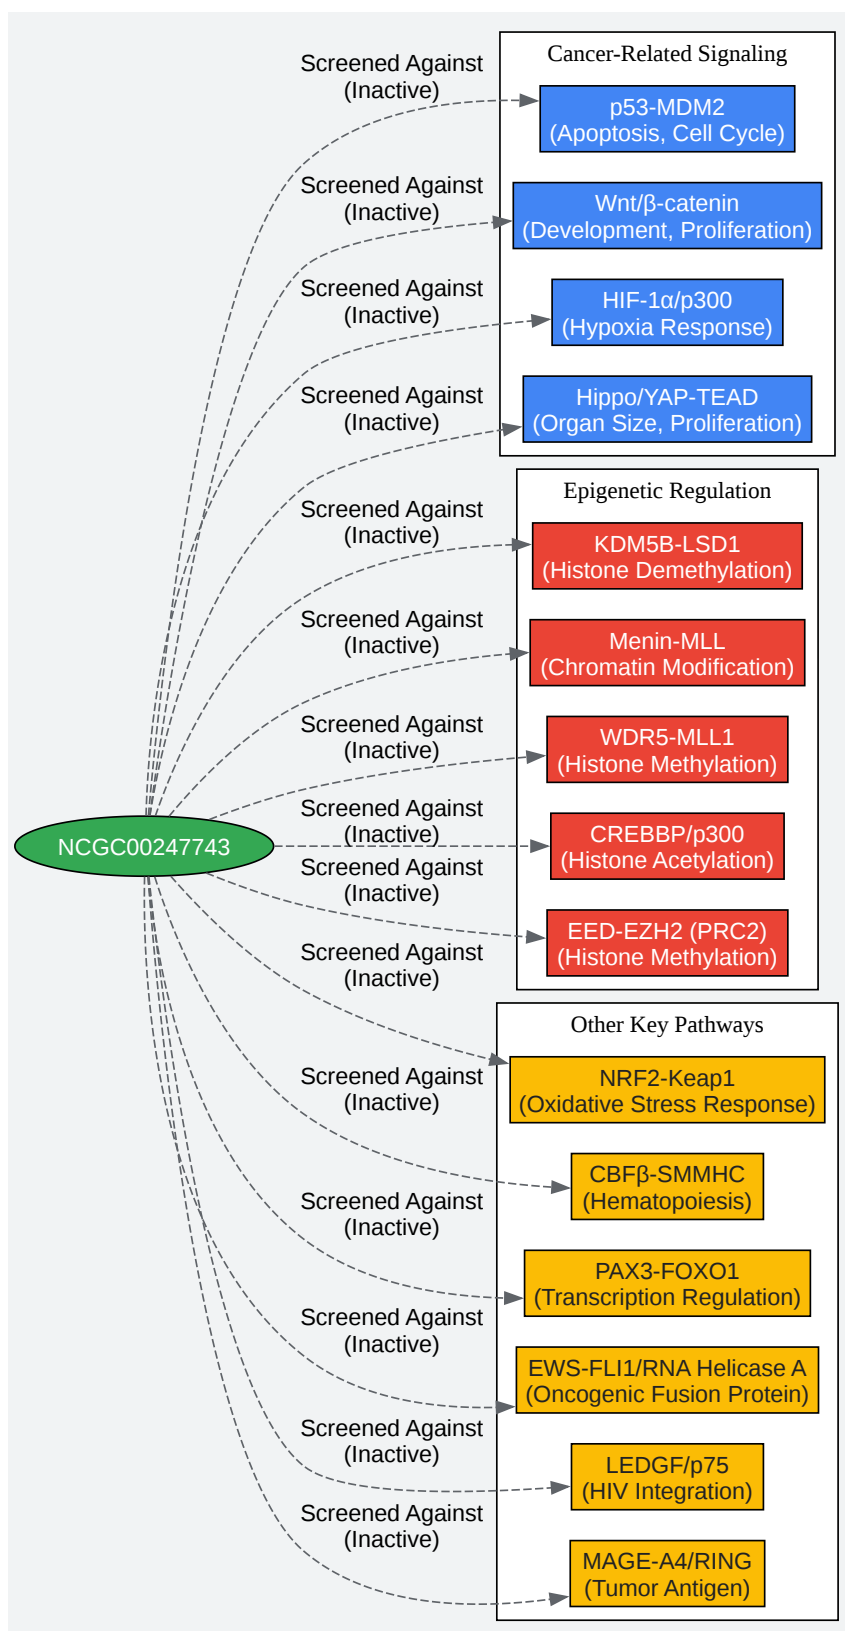 Cancer-Related Signaling
Screened Against
(Inactive)
p53-MDM2
(Apoptosis, Cell Cycle)
Screened Against
(Inactive)
Wnt/β-catenin
(Development, Proliferation)
Screened Against
(Inactive)
HIF-1α/p300
(Hypoxia Response)
Screened Against
(Inactive)
Hippo/YAP-TEAD
(Organ Size, Proliferation)
Epigenetic Regulation
Screened Against
(Inactive)
KDM5B-LSD1
(Histone Demethylation)
Screened Against
(Inactive)
Menin-MLL
(Chromatin Modification)
Screened Against
(Inactive)
WDR5-MLL1
(Histone Methylation)
NCGC00247743
Screened Against
(Inactive)
CREBBP/p300
(Histone Acetylation)
Screened Against
(Inactive)
EED-EZH2 (PRC2)
(Histone Methylation)
Other Key Pathways
Screened Against
(Inactive)
NRF2-Keap1
(Oxidative Stress Response)
Screened Against
(Inactive)
CBFβ-SMMHC
(Hematopoiesis)
Screened Against
(Inactive)
PAX3-FOXO1
(Transcription Regulation)
Screened Against
(Inactive)
EWS-FLI1/RNA Helicase A
(Oncogenic Fusion Protein)
Screened Against
(Inactive)
LEDGF/p75
(HIV Integration)
Screened Against
(Inactive)
MAGE-A4/RING
(Tumor Antigen)